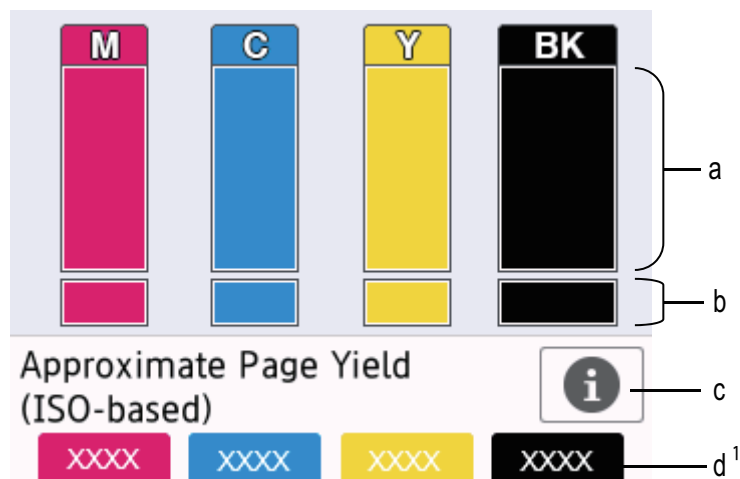 M C Y BK
a
b
Approximate Page Yield
(ISO-based)
i
c
XXXX XXXX XXXX XXXX
d 1